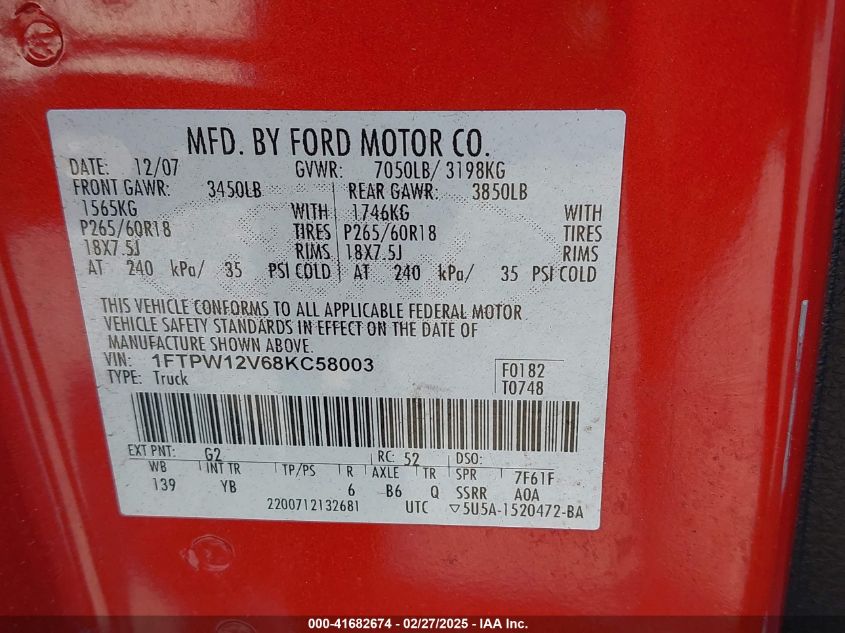 MFD. BY FORD MOTOR CO.
DATE: 12/07 GVWR: 7050LB/ 3198KG
FRONT GAWR: 3450LB REAR GAWR: 3850LB
1565KG WITH 1746KG WITH
P265/60R18 TIRES P265/60R18 TIRES
18X7.5J RIMS 18X7.5J RIMS
AT 240 kPa/ 35 PSI COLD AT 240 kPa/ 35 PSI COLD
THIS VEHICLE CONFORMS TO ALL APPLICABLE FEDERAL MOTOR
VEHICLE SAFETY STANDARDS IN EFFECT ON THE DATE OF
MANUFACTURE SHOWN ABOVE.
VIN: 1FTPW12V68KC58003 F0182
TYPE: Truck T0748
EXT PNT: G2 RC: 52 DSO:
WB INT TR TP/PS R AXLE TR SPR 7F61F
139 YB 6 B6 Q SSRR A0A
2200712132681 UTC ▽5U5A-1520472-BA
000-41682674 - 02/27/2025 - IAA Inc.